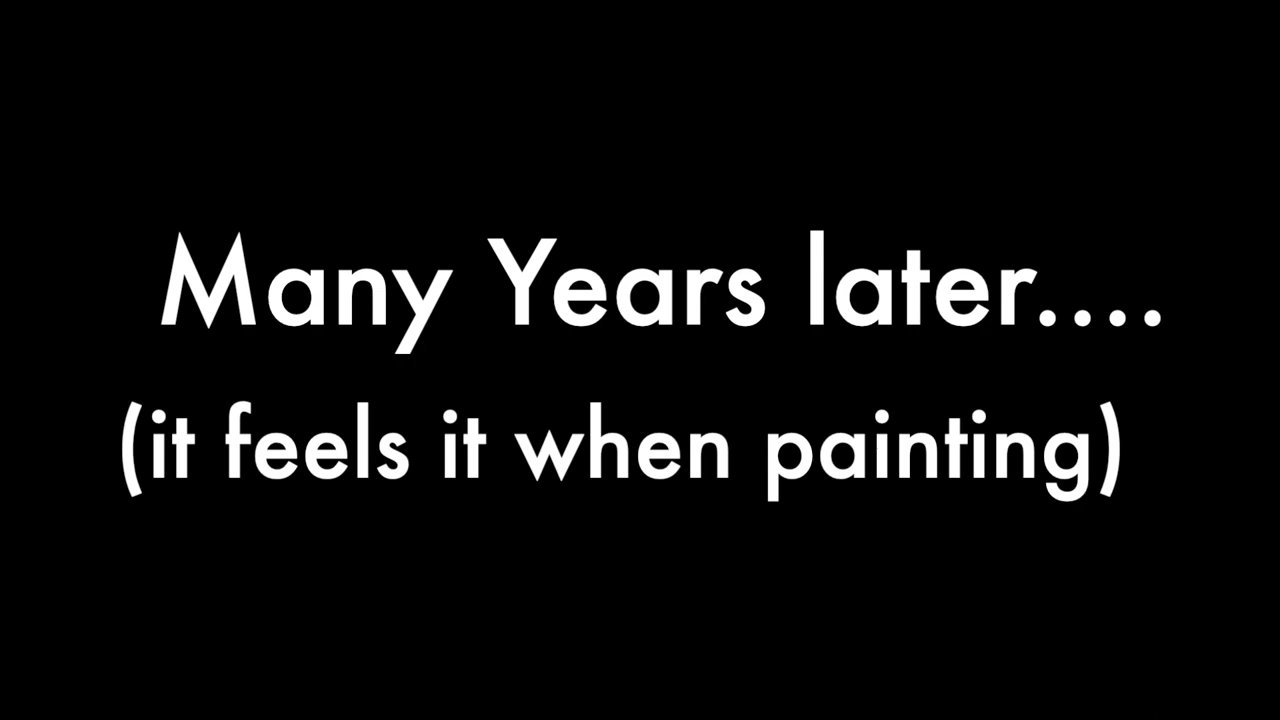 Many Years later....
(it feels it when painting)